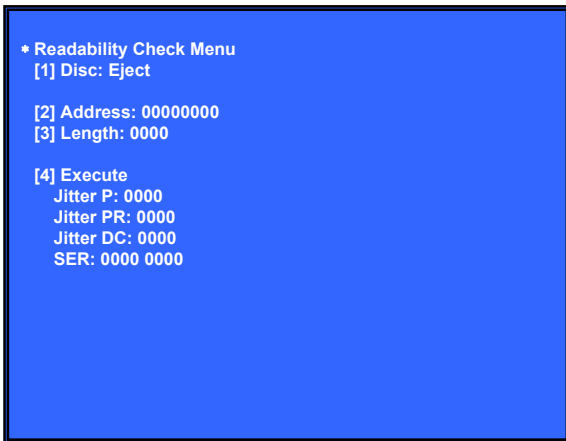 * Readability Check Menu
[1] Disc: Eject
[2] Address: 00000000
[3] Length: 0000
[4] Execute
Jitter P: 0000
Jitter PR: 0000
Jitter DC: 0000
SER: 0000 0000